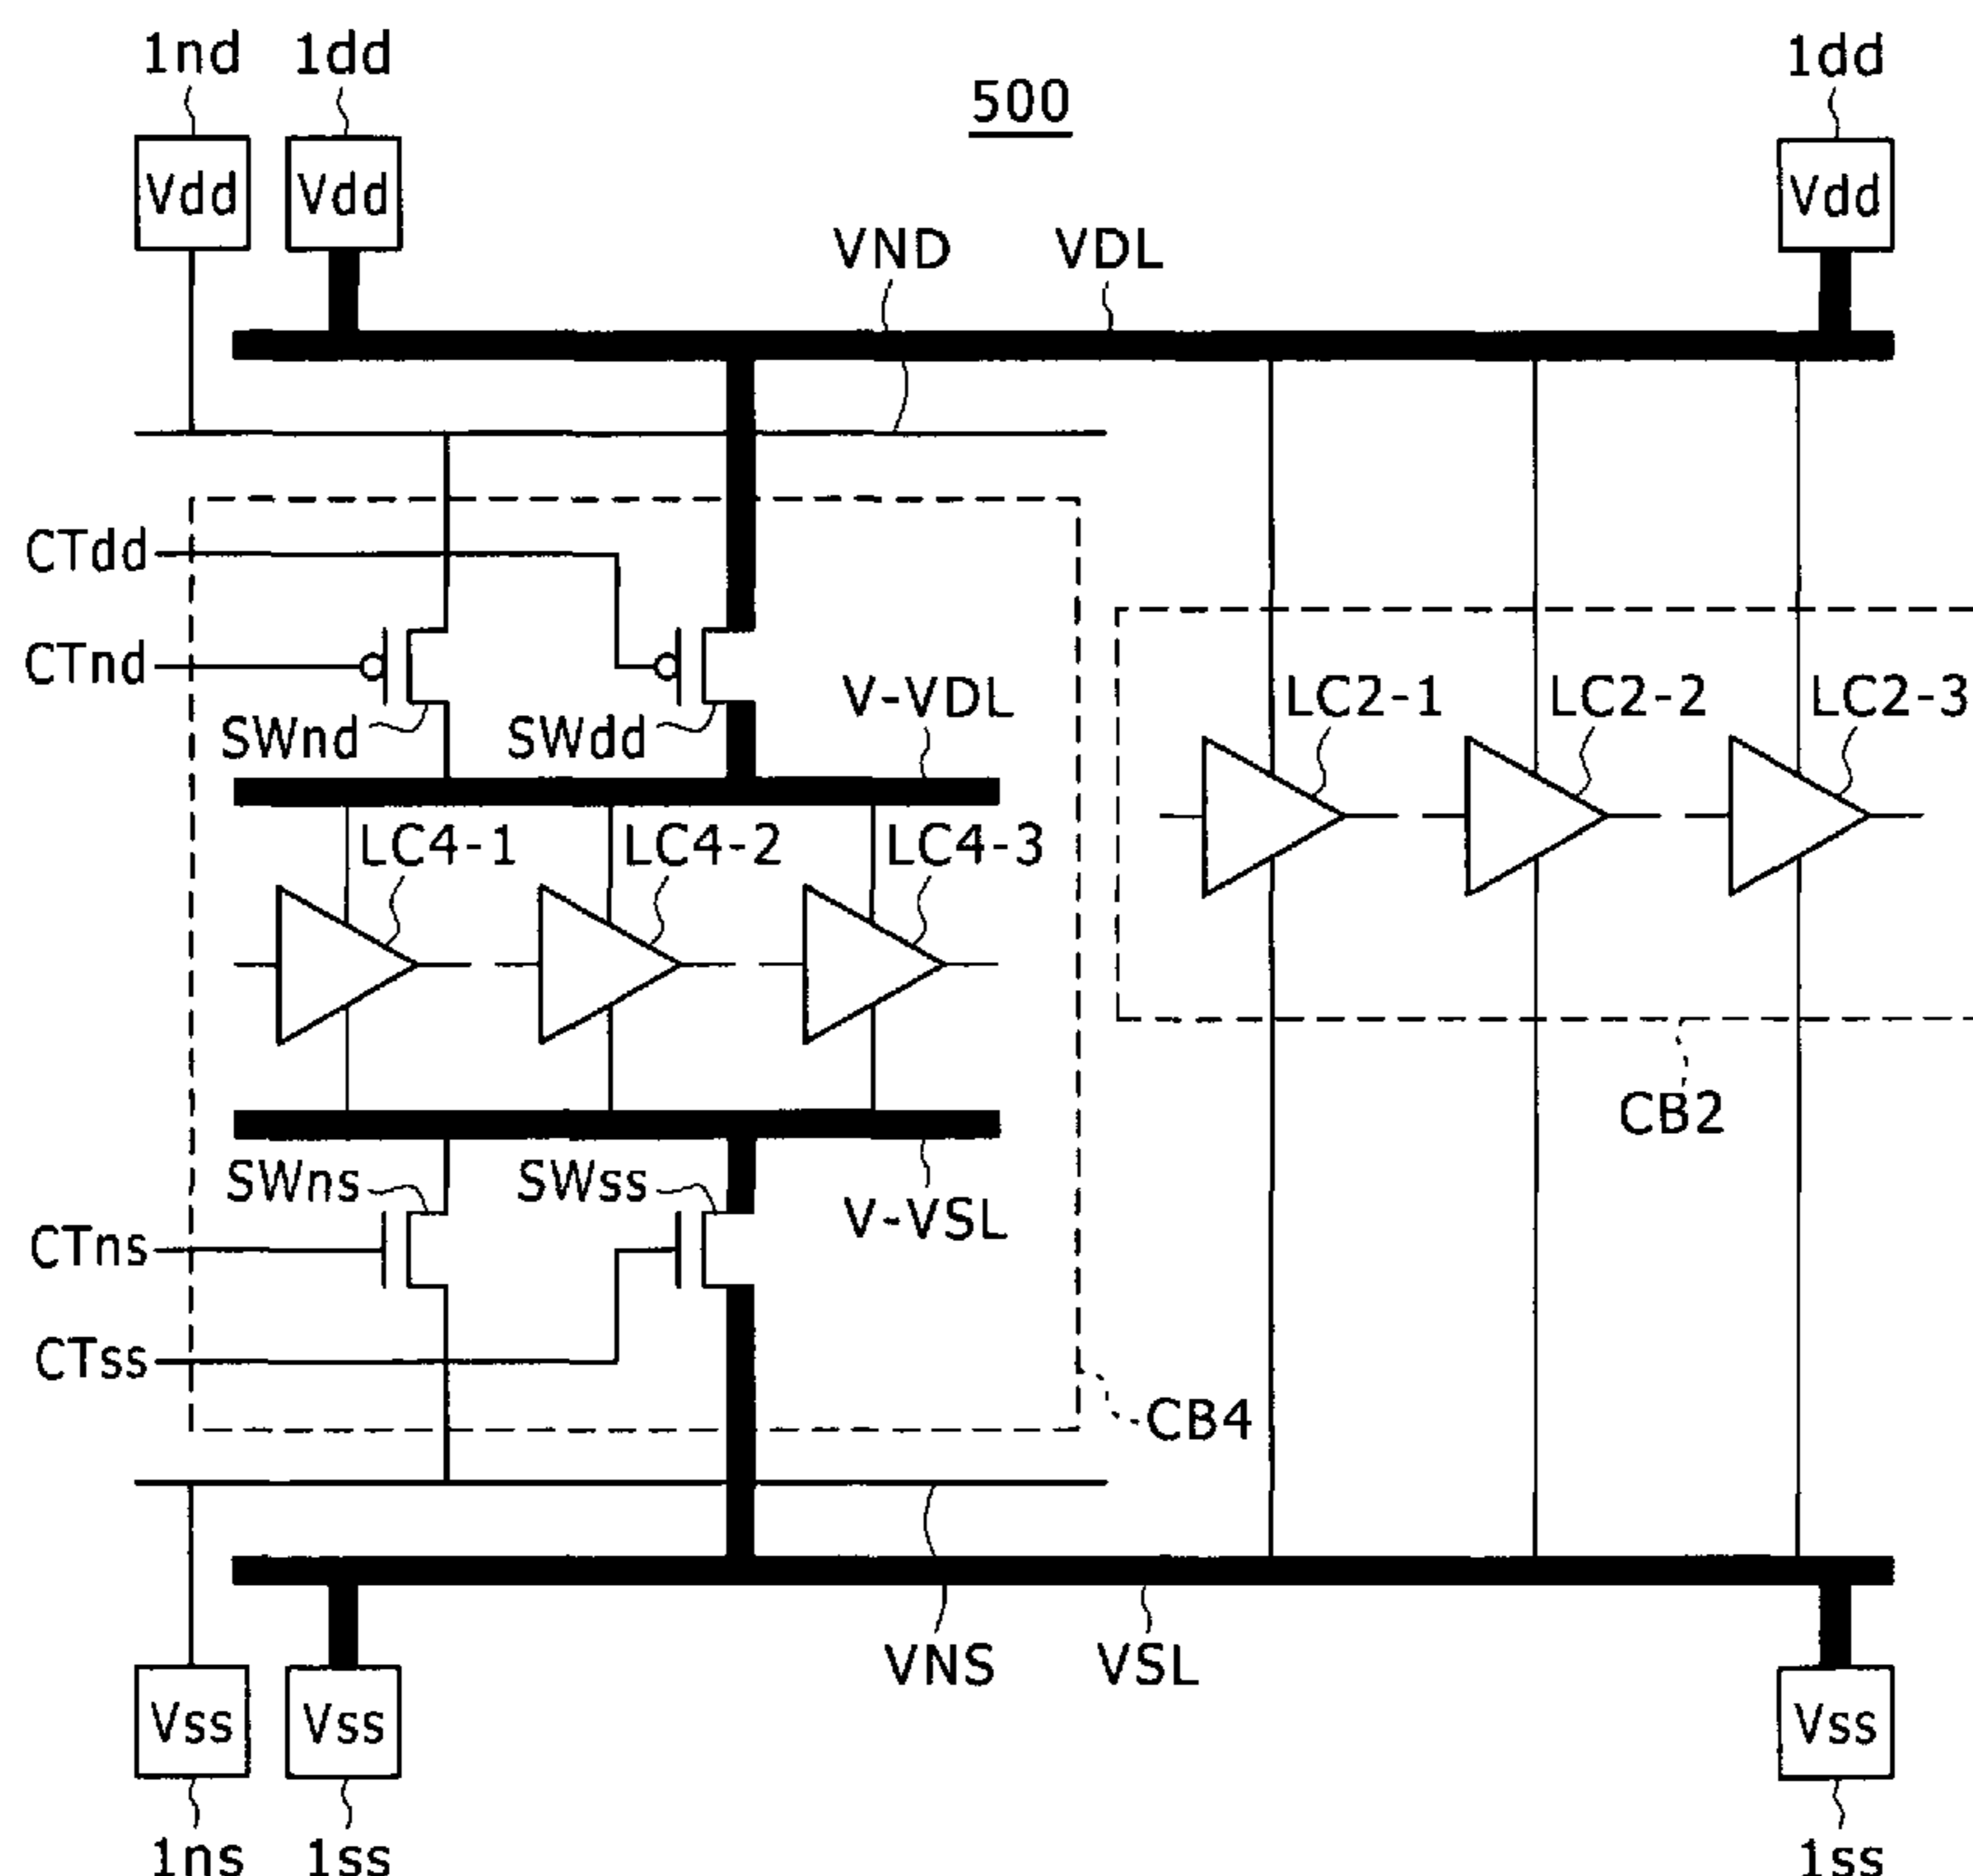 1nd 1dd 1dd
500
Vdd Vdd Vdd
VND VDL
CTdd
CTnd
V-VDL
LC2-1 LC2-2 LC2-3
SWnd SWdd
LC4-1 LC4-2 LC4-3
CB2
SWns SWss
V-VSL
CTns
CTss
CB4
VNS VSL
Vss Vss Vss
1ns 1ss 1ss